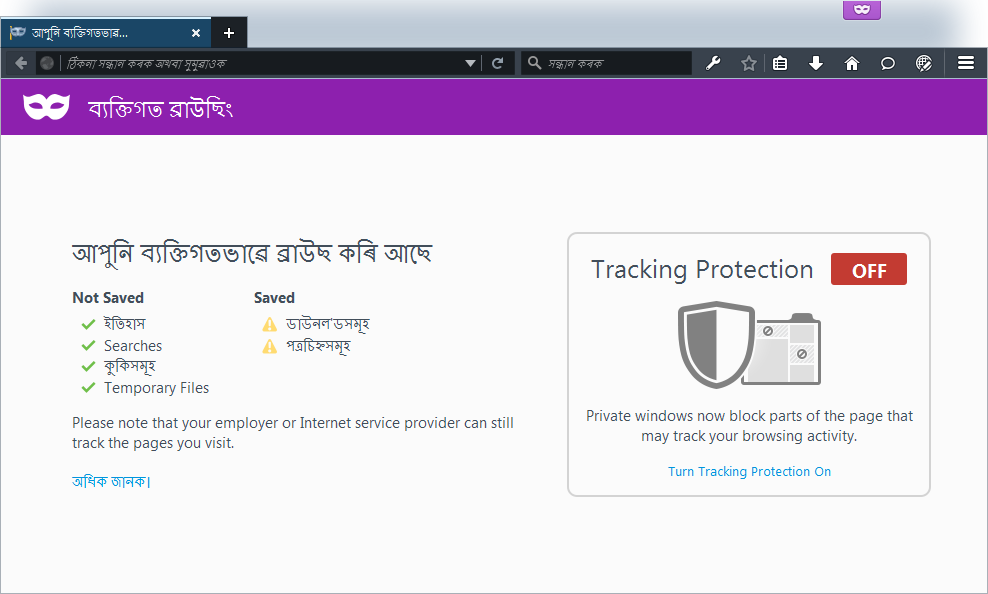 আপুনি ব্যক্তিগতভাৱে...
ঠিকনা সন্ধান কৰক অথবা সুমুৱাওক
সন্ধান কৰক
ব্যক্তিগত ব্ৰাউছিং
আপুনি ব্যক্তিগতভাৱে ব্ৰাউছ কৰি আছে
Not Saved
ইতিহাস
Searches
কুকিসমূহ
Temporary Files
Saved
ডাউনল'ডসমূহ
পত্ৰচিহ্নসমূহ
Please note that your employer or Internet service provider can still
track the pages you visit.
অধিক জানক।
Tracking Protection OFF
Private windows now block parts of the page that
may track your browsing activity.
Turn Tracking Protection On